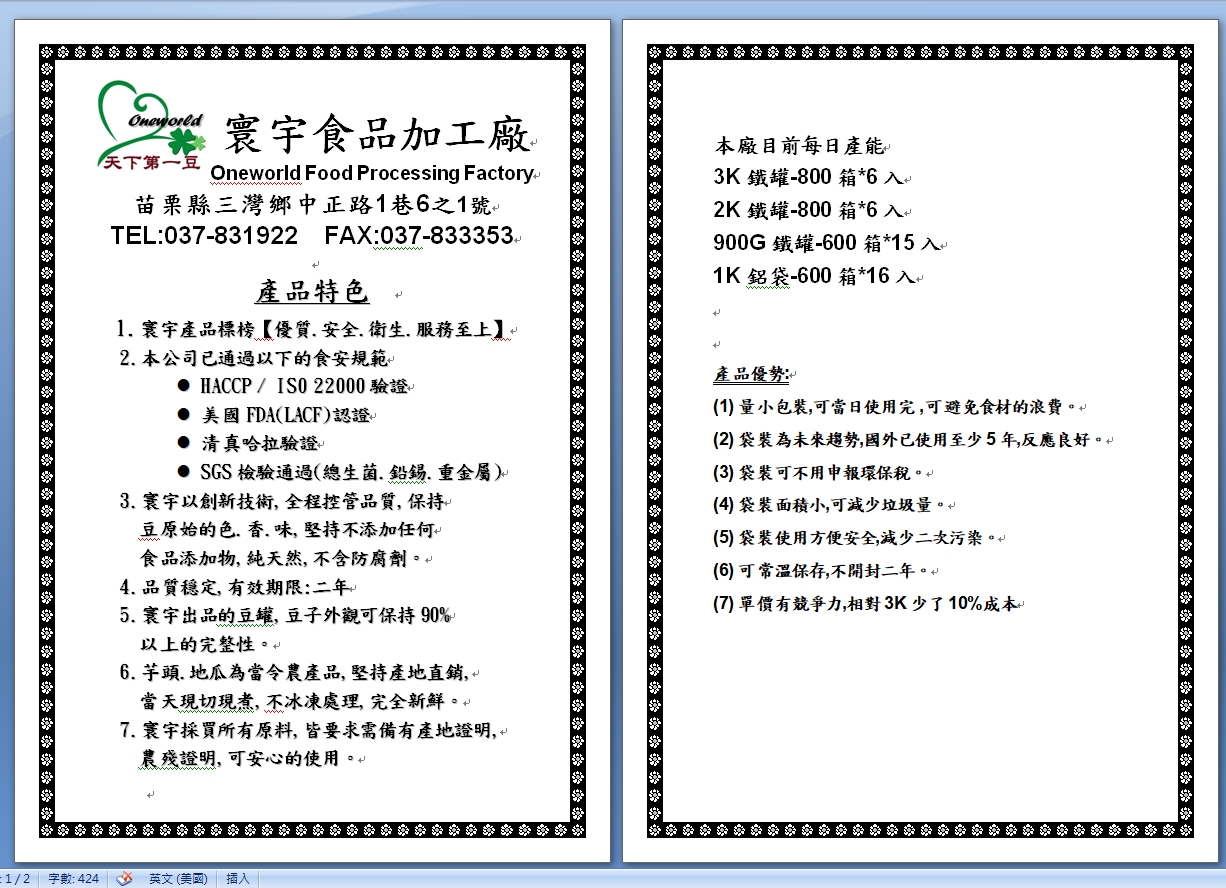 Oneworld
天下第一豆
寰宇食品加工廠
Oneworld Food Processing Factory
苗栗縣三灣鄉中正路1巷6之1號
TEL:037-831922 FAX:037-833353
產品特色
1. 寰宇產品標榜【優質.安全.衛生.服務至上】
2. 本公司已通過以下的食安規範
● HACCP / ISO 22000 驗證
● 美國 FDA(LACF)認證
● 清真哈拉驗證
● SGS 檢驗通過(總生菌.鉛錫.重金屬)
3. 寰宇以創新技術,全程控管品質,保持
豆原始的色.香.味,堅持不添加任何
食品添加物,純天然,不含防腐劑。
4. 品質穩定,有效期限:二年
5. 寰宇出品的豆罐,豆子外觀可保持 90%
以上的完整性。
6. 芋頭.地瓜為當令農產品,堅持產地直銷,
當天現切現煮,不冰凍處理,完全新鮮。
7. 寰宇採買所有原料,皆要求需備有產地證明,
農殘證明,可安心的使用。
本廠目前每日產能
3K 鐵罐-800 箱*6 入
2K 鐵罐-800 箱*6 入
900G 鐵罐-600 箱*15 入
1K 鋁袋-600 箱*16 入
產品優勢:
(1) 量小包裝,可當日使用完,可避免食材的浪費。
(2) 袋裝為未來趨勢,國外已使用至少 5 年,反應良好。
(3) 袋裝可不用申報環保稅。
(4) 袋裝面積小,可減少垃圾量。
(5) 袋裝使用方便安全,減少二次污染。
(6) 可常溫保存,不開封二年。
(7) 單價有競爭力,相對 3K 少了 10%成本
: 1 / 2 字數: 424 英文 (美國) 插入